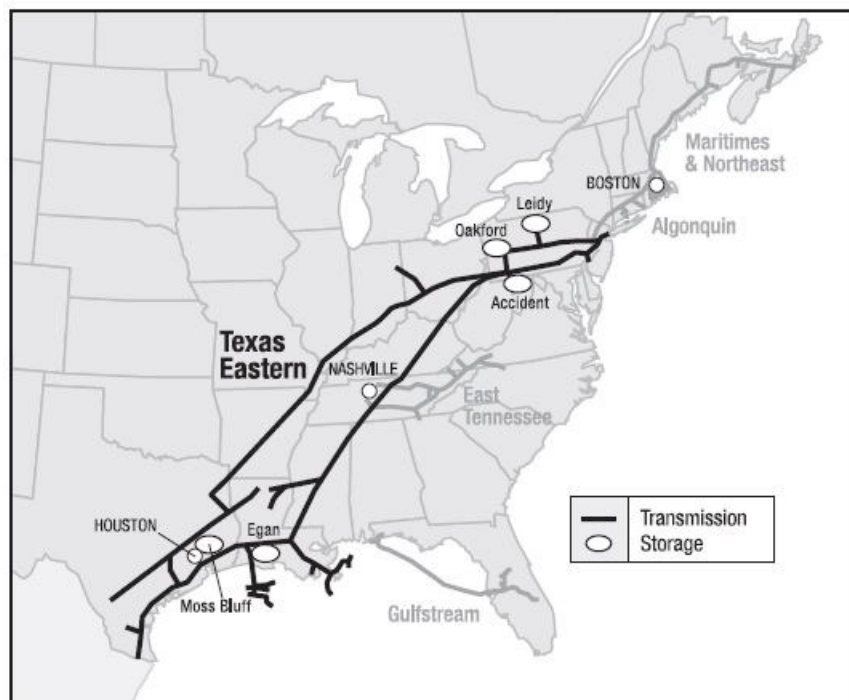 Maritimes
& Northeast
BOSTON
Leidy
Algonquin
Oakford
Accident
Texas
Eastern
NASHVILLE
East
Tennessee
HOUSTON
Egan
Transmission
Storage
Moss Bluff
Gulfstream